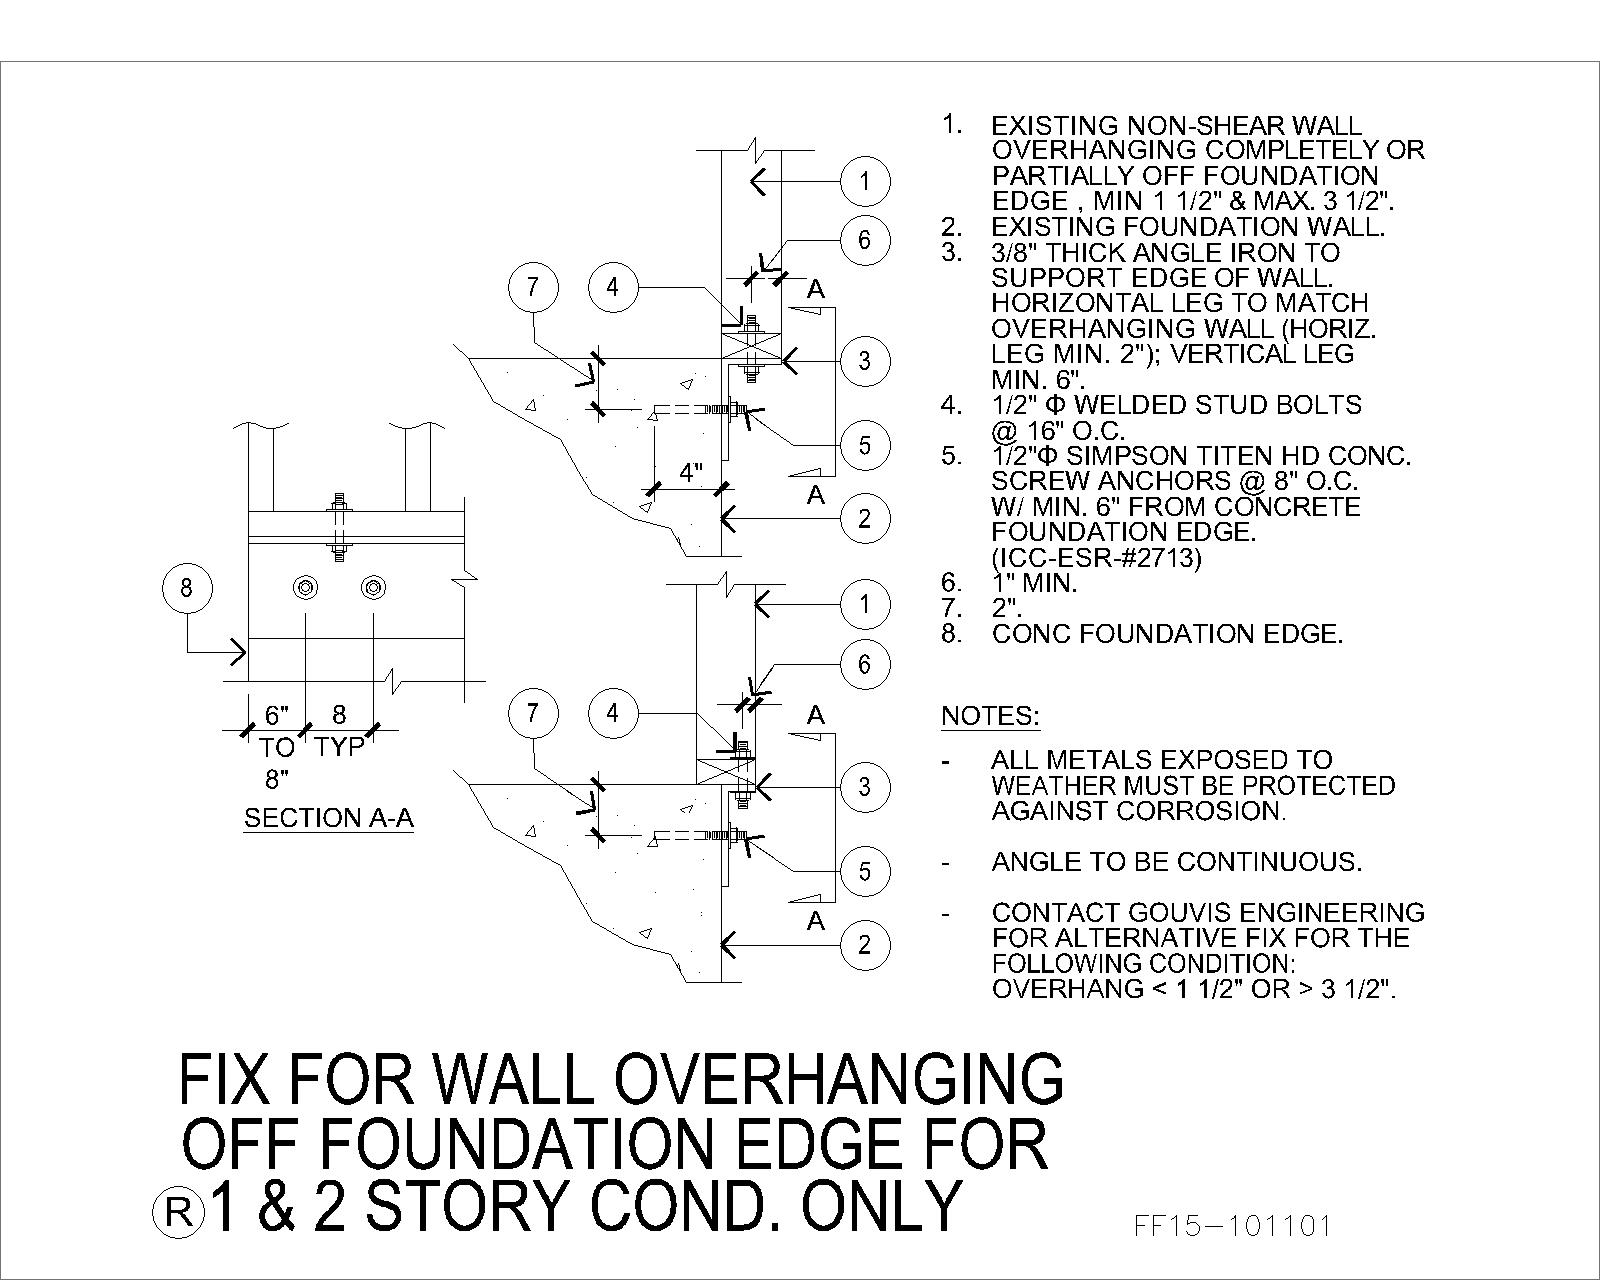 1. EXISTING NON-SHEAR WALL
OVERHANGING COMPLETELY OR
PARTIALLY OFF FOUNDATION
EDGE , MIN 1 1/2" & MAX. 3 1/2".
2. EXISTING FOUNDATION WALL.
3. 3/8" THICK ANGLE IRON TO
SUPPORT EDGE OF WALL.
HORIZONTAL LEG TO MATCH
OVERHANGING WALL (HORIZ.
LEG MIN. 2"); VERTICAL LEG
MIN. 6".
4. 1/2" Φ WELDED STUD BOLTS
@ 16" O.C.
5. 1/2"Φ SIMPSON TITEN HD CONC.
SCREW ANCHORS @ 8" O.C.
W/ MIN. 6" FROM CONCRETE
FOUNDATION EDGE.
(ICC-ESR-#2713)
6. 1" MIN.
7. 2".
8. CONC FOUNDATION EDGE.
NOTES:
- ALL METALS EXPOSED TO
WEATHER MUST BE PROTECTED
AGAINST CORROSION.
- ANGLE TO BE CONTINUOUS.
- CONTACT GOUVIS ENGINEERING
FOR ALTERNATIVE FIX FOR THE
FOLLOWING CONDITION:
OVERHANG < 1 1/2" OR > 3 1/2".
1
6
7
4
A
3
5
4"
A
2
8
6"
TO
8"
8
TYP
SECTION A-A
1
6
7
4
A
3
5
A
2
FIX FOR WALL OVERHANGING
OFF FOUNDATION EDGE FOR
R 1 & 2 STORY COND. ONLY
FF15-101101